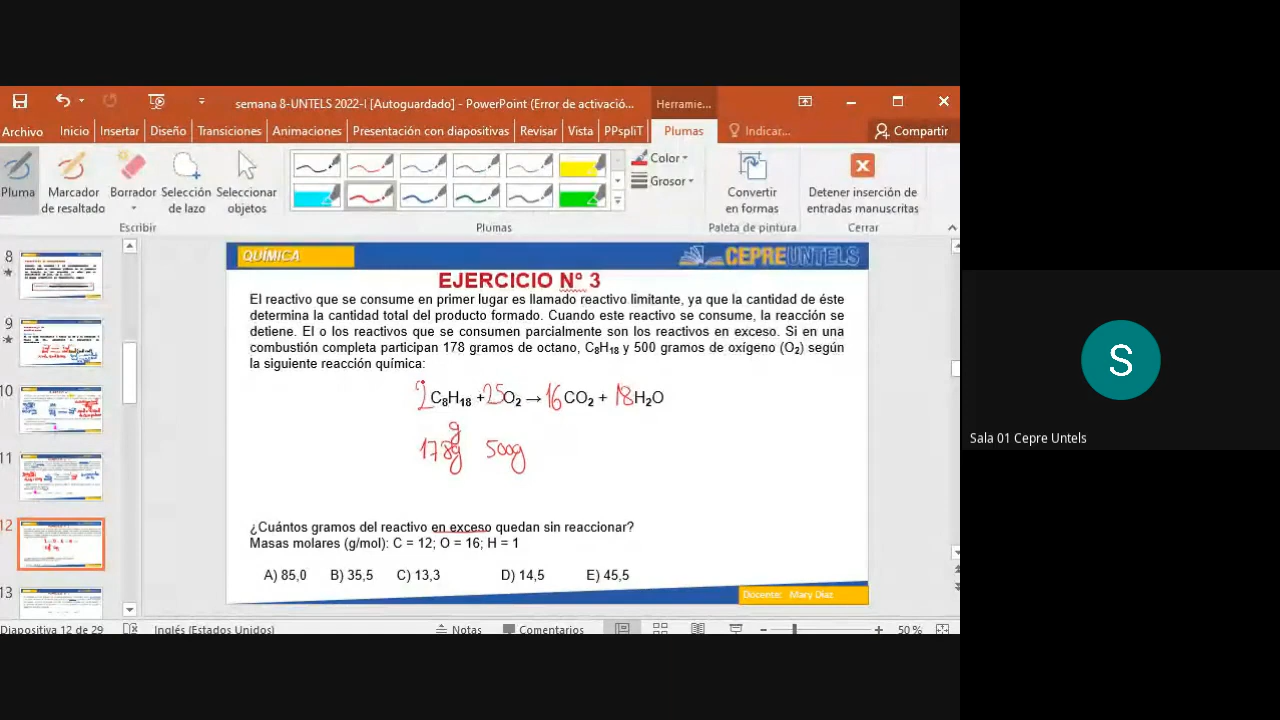 semana 8-UNTELS 2022-I [Autoguardado] - PowerPoint (Error de activació...
Herramie...
Archivo
Inicio
Insertar
Diseño
Transiciones
Animaciones
Presentación con diapositivas
Revisar
Vista
PPspliT
Plumas
Indicar...
Compartir
Pluma
Marcador de resaltado
Borrador
Selección de lazo
Seleccionar objetos
Color
Grosor
Convertir en formas
Detener inserción de entradas manuscritas
Escribir
Plumas
Paleta de pintura
Cerrar
8
9
10
11
12
13
QUÍMICA
CEPREUNTELS
EJERCICIO N° 3
El reactivo que se consume en primer lugar es llamado reactivo limitante, ya que la cantidad de éste
determina la cantidad total del producto formado. Cuando este reactivo se consume, la reacción se
detiene. El o los reactivos que se consumen parcialmente son los reactivos en exceso. Si en una
combustión completa participan 178 gramos de octano, C₈H₁₈ y 500 gramos de oxígeno (O₂) según
la siguiente reacción química:
2C₈H₁₈ + 25O₂ → 16CO₂ + 18H₂O
g
178g 500g
¿Cuántos gramos del reactivo en exceso quedan sin reaccionar?
Masas molares (g/mol): C = 12; O = 16; H = 1
A) 85,0 B) 35,5 C) 13,3 D) 14,5 E) 45,5
Docente: Mary Díaz
Diapositiva 12 de 29
Inglés (Estados Unidos)
Notas
Comentarios
50 %
S
Sala 01 Cepre Untels